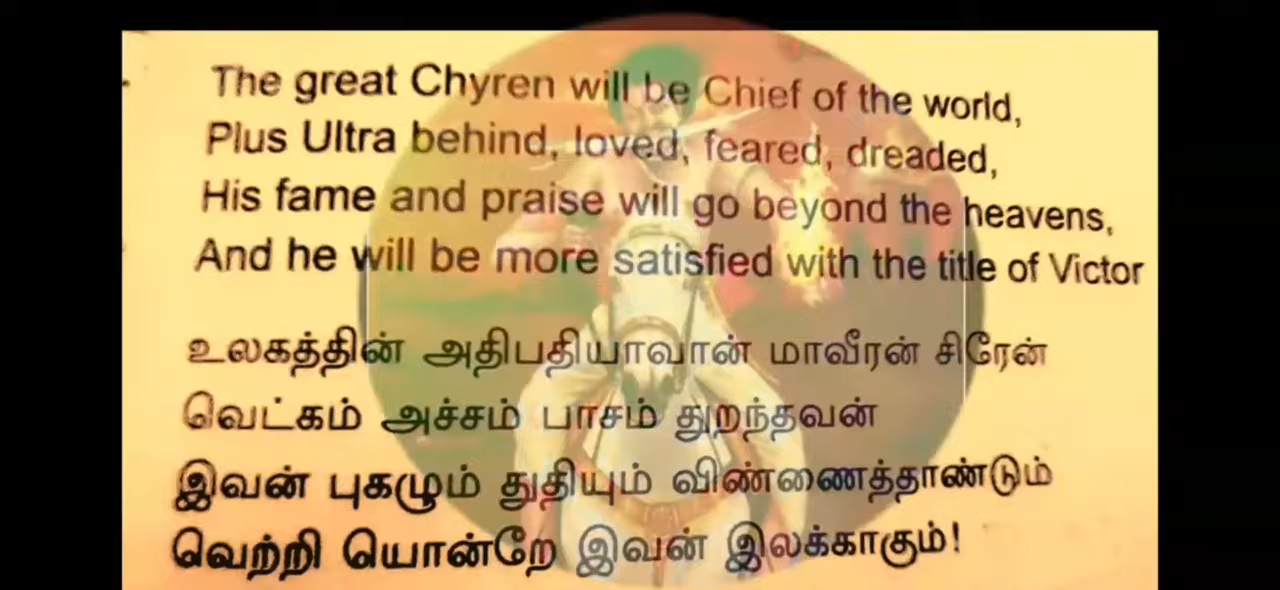 The great Chyren will be Chief of the world,
Plus Ultra behind, loved, feared, dreaded,
His fame and praise will go beyond the heavens,
And he will be more satisfied with the title of Victor
உலகத்தின் அதிபதியாவான் மாவீரன் சிரேன்
வெட்கம் அச்சம் பாசம் துறந்தவன்
இவன் புகழும் துதியும் விண்ணைத்தாண்டும்
வெற்றி யொன்றே இவன் இலக்காகும்!